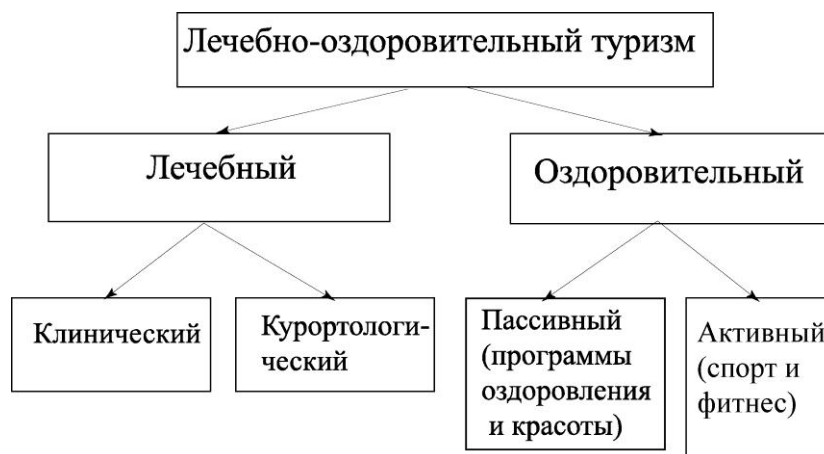 Лечебно-оздоровительный туризм
Лечебный
Оздоровительный
Клинический
Курортологи-
ческий
Пассивный
(программы
оздоровления
и красоты)
Активный
(спорт и
фитнес)